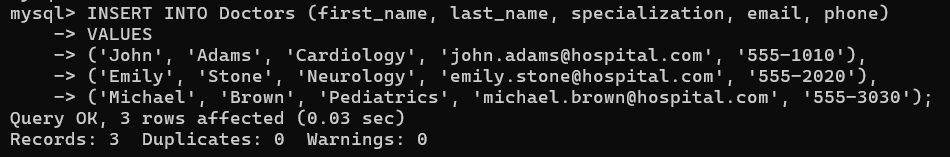 mysql> INSERT INTO Doctors (first_name, last_name, specialization, email, phone)
    -> VALUES
    -> ('John', 'Adams', 'Cardiology', 'john.adams@hospital.com', '555-1010'),
    -> ('Emily', 'Stone', 'Neurology', 'emily.stone@hospital.com', '555-2020'),
    -> ('Michael', 'Brown', 'Pediatrics', 'michael.brown@hospital.com', '555-3030');
Query OK, 3 rows affected (0.03 sec)
Records: 3  Duplicates: 0  Warnings: 0